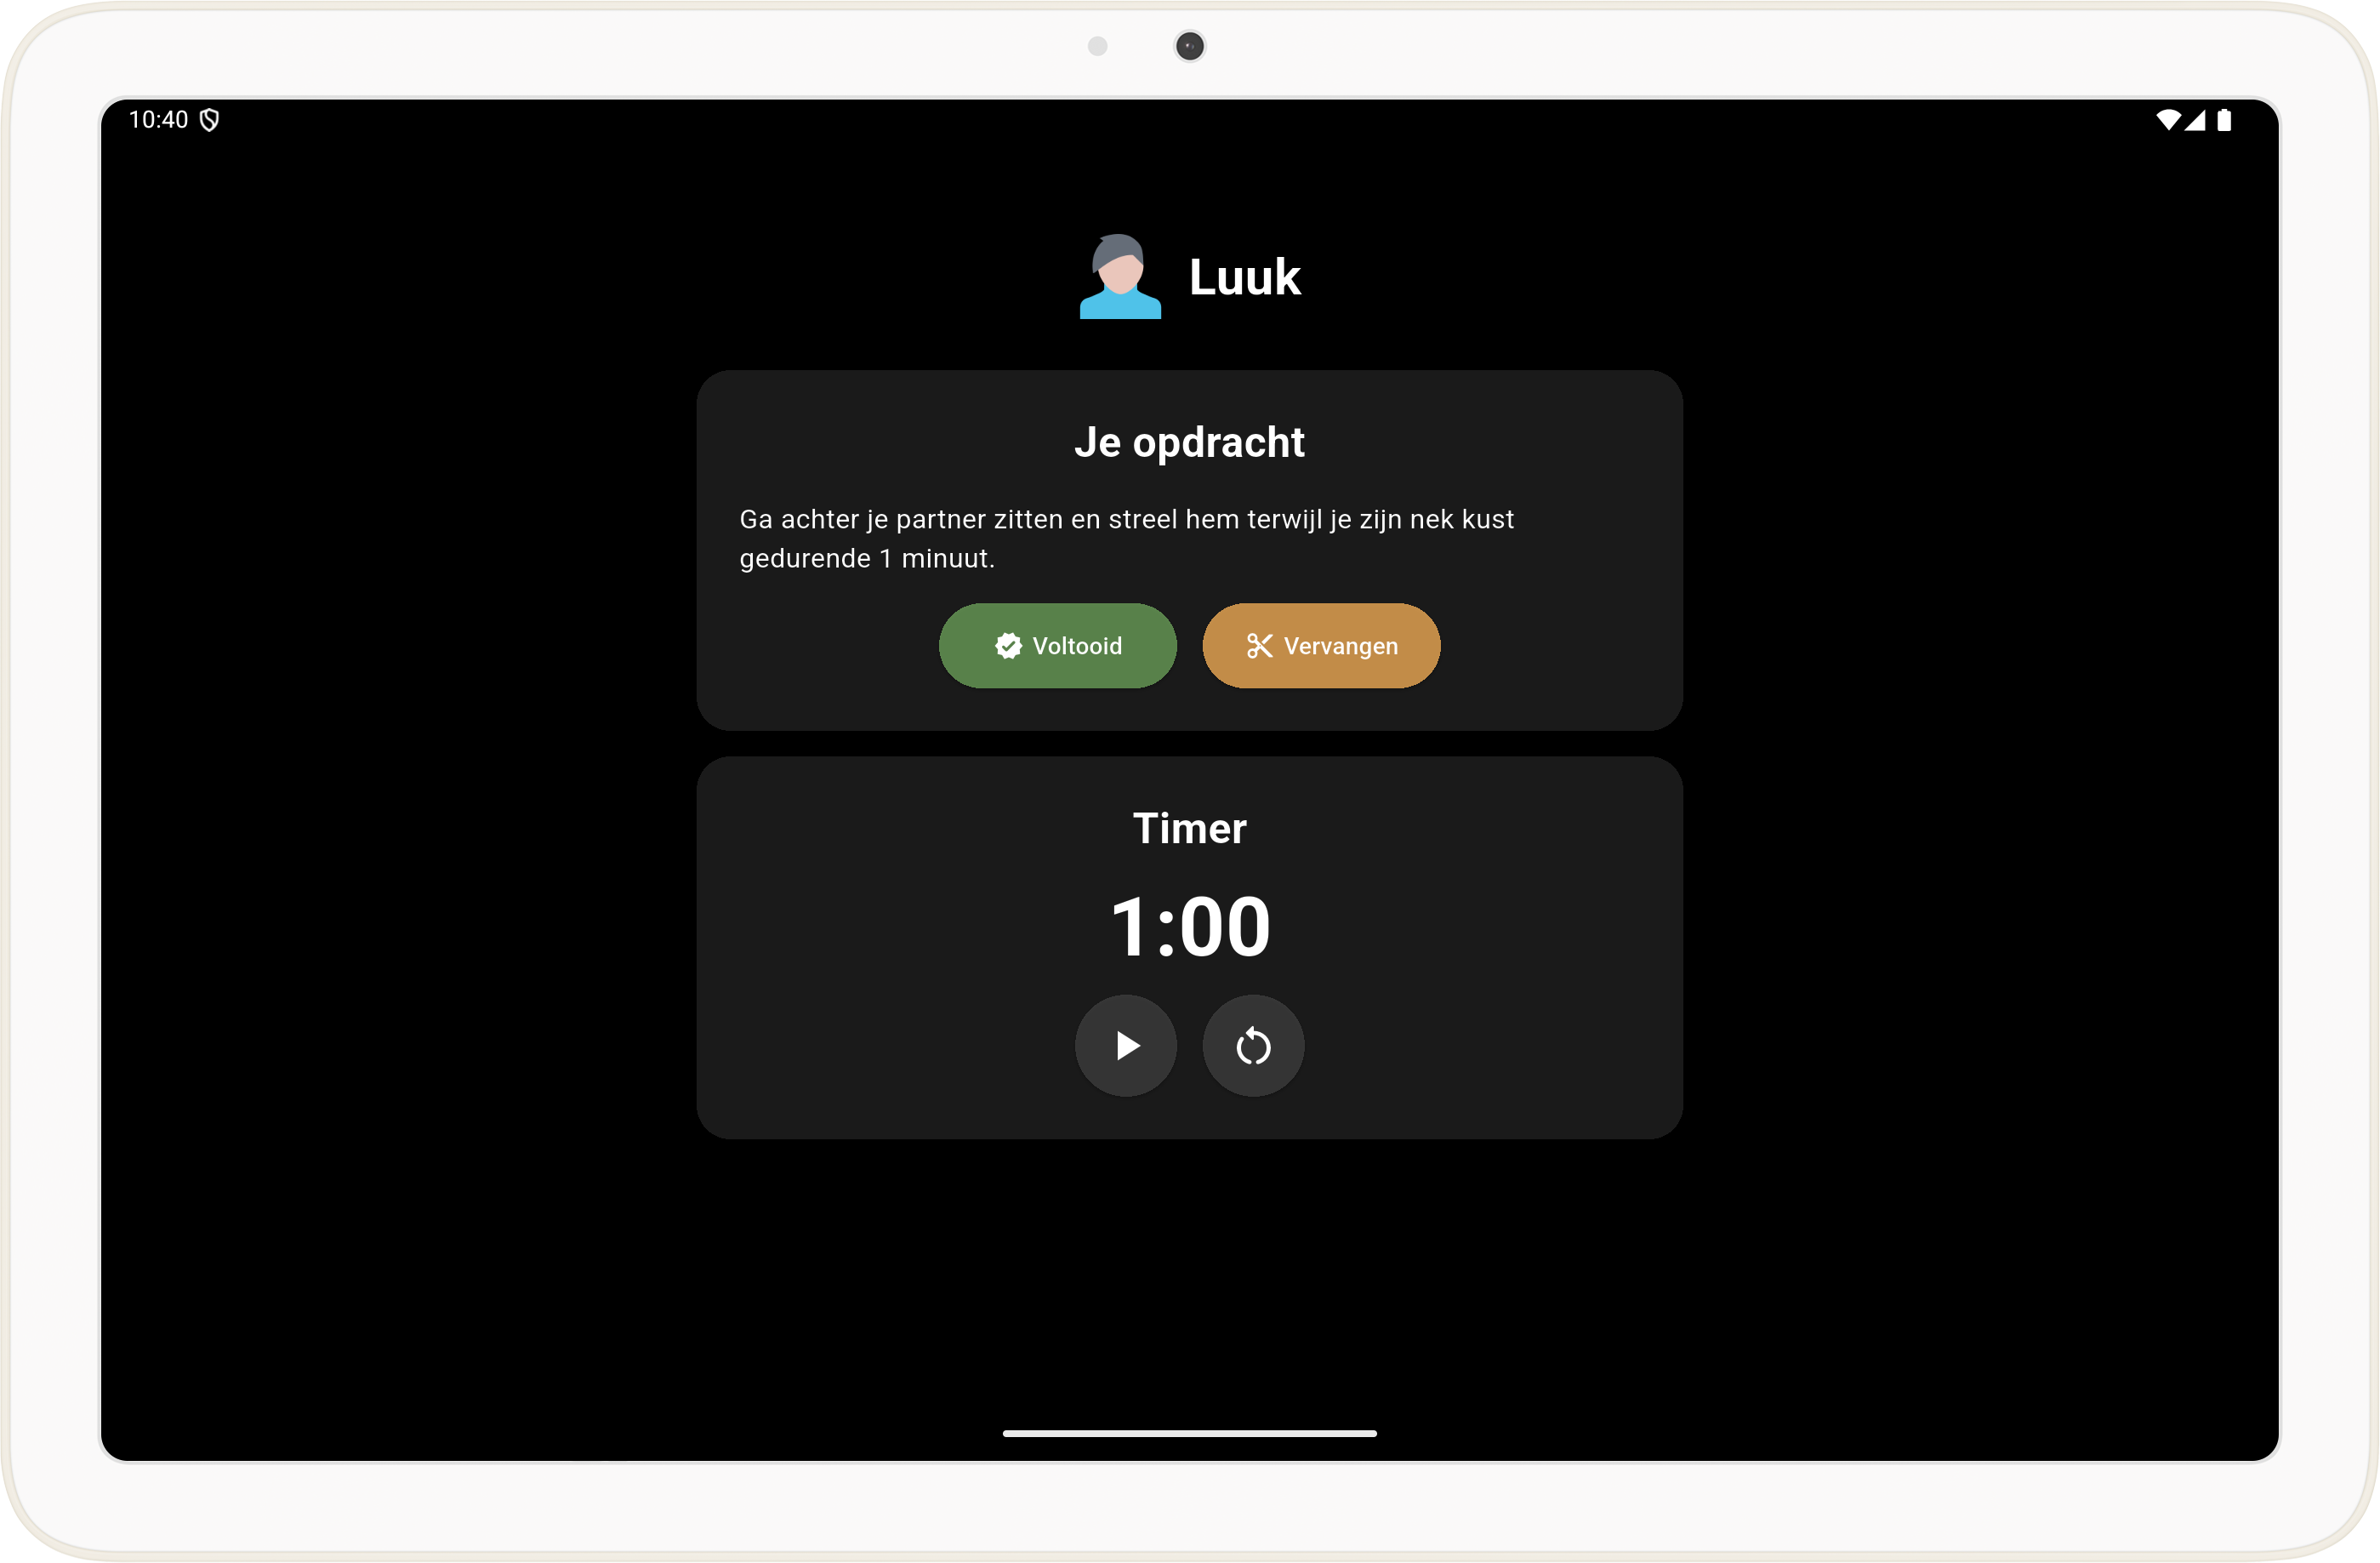 10:40
Luuk
Je opdracht
Ga achter je partner zitten en streel hem terwijl je zijn nek kust
gedurende 1 minuut.
Voltooid
Vervangen
Timer
1:00